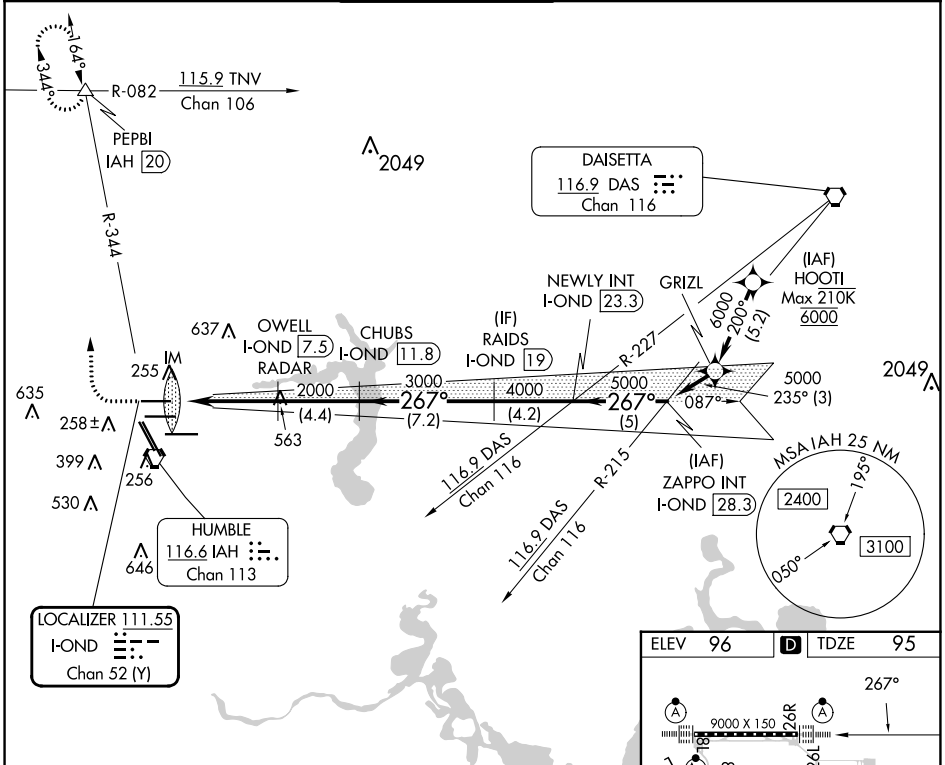 164°
344°
R-082
115.9 TNV
Chan 106
PEPBI
IAH 20
R-344
2049
DAISETTA
116.9 DAS
Chan 116
(IAF)
HOOTI
Max 210K
6000
6000
200°
(5.2)
GRIZL
NEWLY INT
I-OND 23.3
(IF)
RAIDS
I-OND 19
CHUBS
I-OND 11.8
OWELL
I-OND 7.5
RADAR
637
R-227
255
IM
2000
3000
4000
5000
5000
235° (3)
2049
267°
267°
087°
(4.4)
(7.2)
(4.2)
(5)
635
258±
563
399
256
530
646
116.9 DAS
Chan 116
R-215
116.9 DAS
Chan 116
(IAF)
ZAPPO INT
I-OND 28.3
MSA IAH 25 NM
195°
2400
3100
050°
HUMBLE
116.6 IAH
Chan 113
LOCALIZER 111.55
I-OND
Chan 52 (Y)
ELEV 96
D
TDZE 95
267°
A
A
9000 X 150
26R
26L